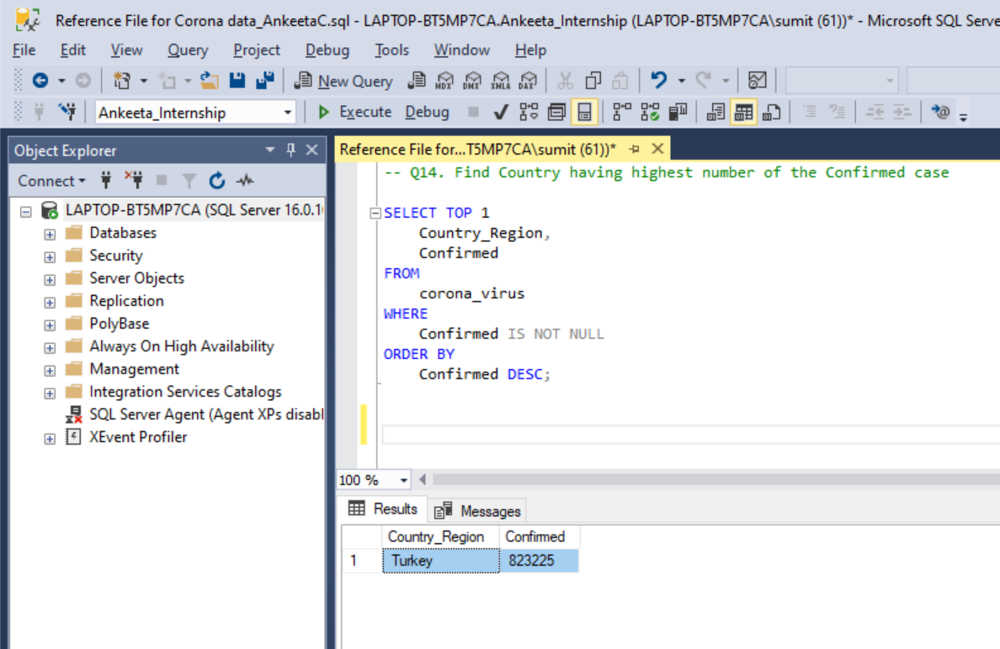 Reference File for Corona data_AnkeetaC.sql - LAPTOP-BT5MP7CA.Ankeeta_Internship (LAPTOP-BT5MP7CA\sumit (61))* - Microsoft SQL Serve
File Edit View Query Project Debug Tools Window Help
New Query MDX DMX XMLA DAX
Ankeeta_Internship Execute Debug
Object Explorer
Connect
LAPTOP-BT5MP7CA (SQL Server 16.0.1
Databases
Security
Server Objects
Replication
PolyBase
Always On High Availability
Management
Integration Services Catalogs
SQL Server Agent (Agent XPs disabl
XEvent Profiler
Reference File for...T5MP7CA\sumit (61))*
-- Q14. Find Country having highest number of the Confirmed case
SELECT TOP 1
Country_Region,
Confirmed
FROM
corona_virus
WHERE
Confirmed IS NOT NULL
ORDER BY
Confirmed DESC;
100 %
Results Messages
Country_Region Confirmed
1 Turkey 823225